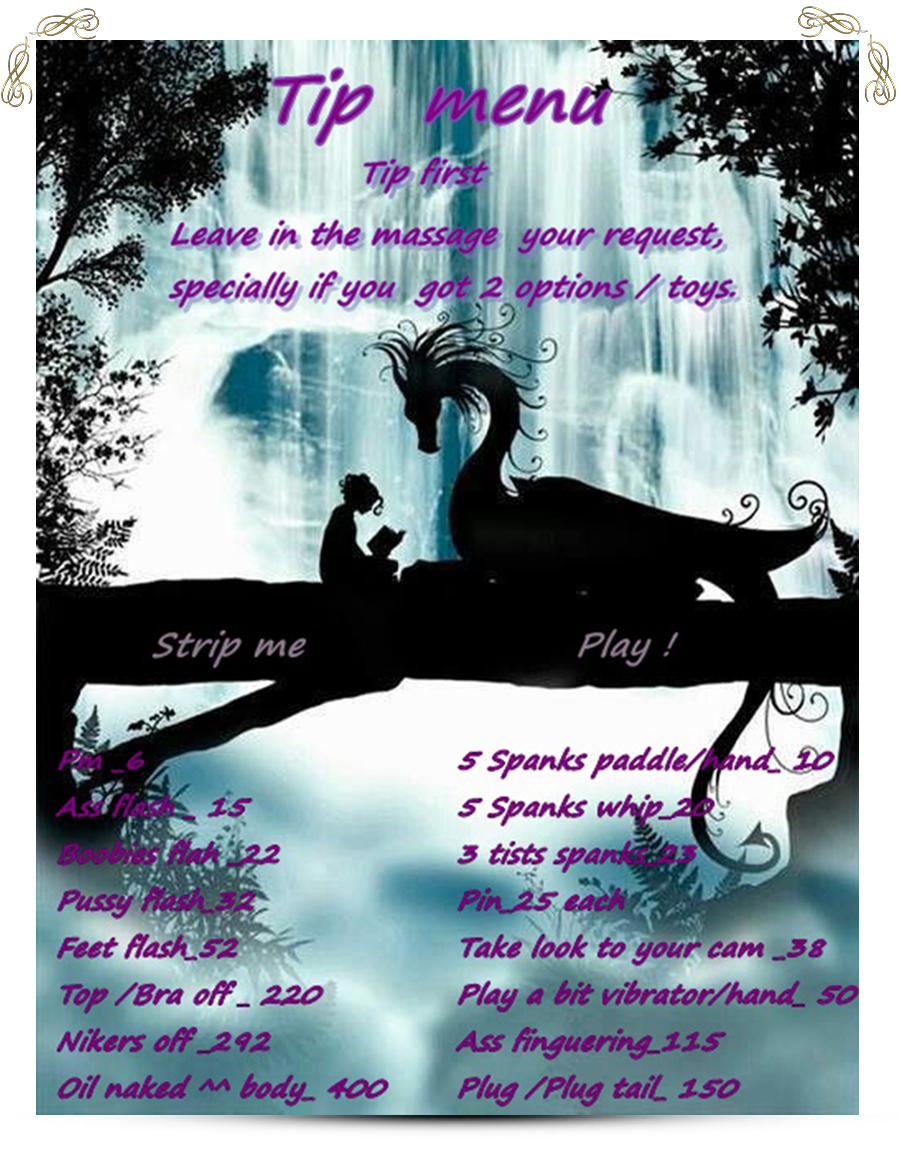 Tip menu
Tip first
Leave in the massage your request,
specially if you got 2 options / toys.
Strip me
Play !
Pm _6
Ass flash _ 15
Boobies flah _22
Pussy flash_32
Feet flash_52
Top /Bra off _ 220
Nikers off _292
Oil naked ^^ body_ 400
5 Spanks paddle/hand_ 10
5 Spanks whip_20
3 tists spanks_23
Pin_25 each
Take look to your cam _38
Play a bit vibrator/hand_ 50
Ass finguering_115
Plug /Plug tail_ 150